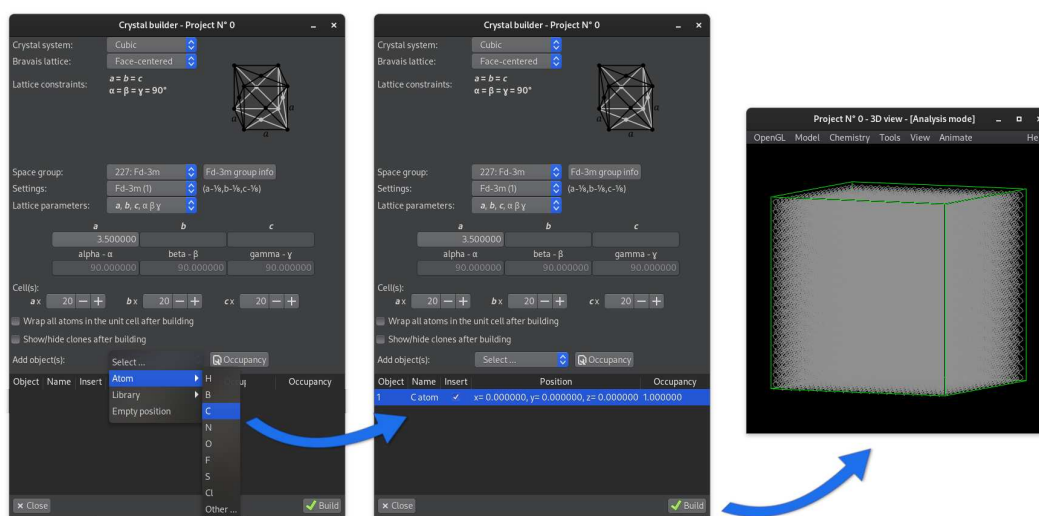 Crystal builder - Project N° 0
Crystal system: Cubic
Bravais lattice: Face-centered
Lattice constraints: a = b = c
α = β = γ = 90°
a
a
a
Space group: 227: Fd-3m Fd-3m group info
Settings: Fd-3m (1) (a-⅛,b-⅛,c-⅛)
Lattice parameters: a, b, c, α β γ
a b c
3.500000
alpha - α beta - β gamma - γ
90.000000 90.000000 90.000000
Cell(s):
a x 20 b x 20 c x 20
Wrap all atoms in the unit cell after building
Show/hide clones after building
Add object(s): Select ... Occupancy
Object Name Insert Occupancy
Atom
Library
Empty position
H
B
C
N
O
F
S
Cl
Other ...
Close Build
Crystal builder - Project N° 0
Crystal system: Cubic
Bravais lattice: Face-centered
Lattice constraints: a = b = c
α = β = γ = 90°
a
a
a
Space group: 227: Fd-3m Fd-3m group info
Settings: Fd-3m (1) (a-⅛,b-⅛,c-⅛)
Lattice parameters: a, b, c, α β γ
a b c
3.500000
alpha - α beta - β gamma - γ
90.000000 90.000000 90.000000
Cell(s):
a x 20 b x 20 c x 20
Wrap all atoms in the unit cell after building
Show/hide clones after building
Add object(s): Select ... Occupancy
Object Name Insert Position Occupancy
1 C atom x= 0.000000, y= 0.000000, z= 0.000000 1.000000
Close Build
Project N° 0 - 3D view - [Analysis mode]
OpenGL Model Chemistry Tools View Animate He